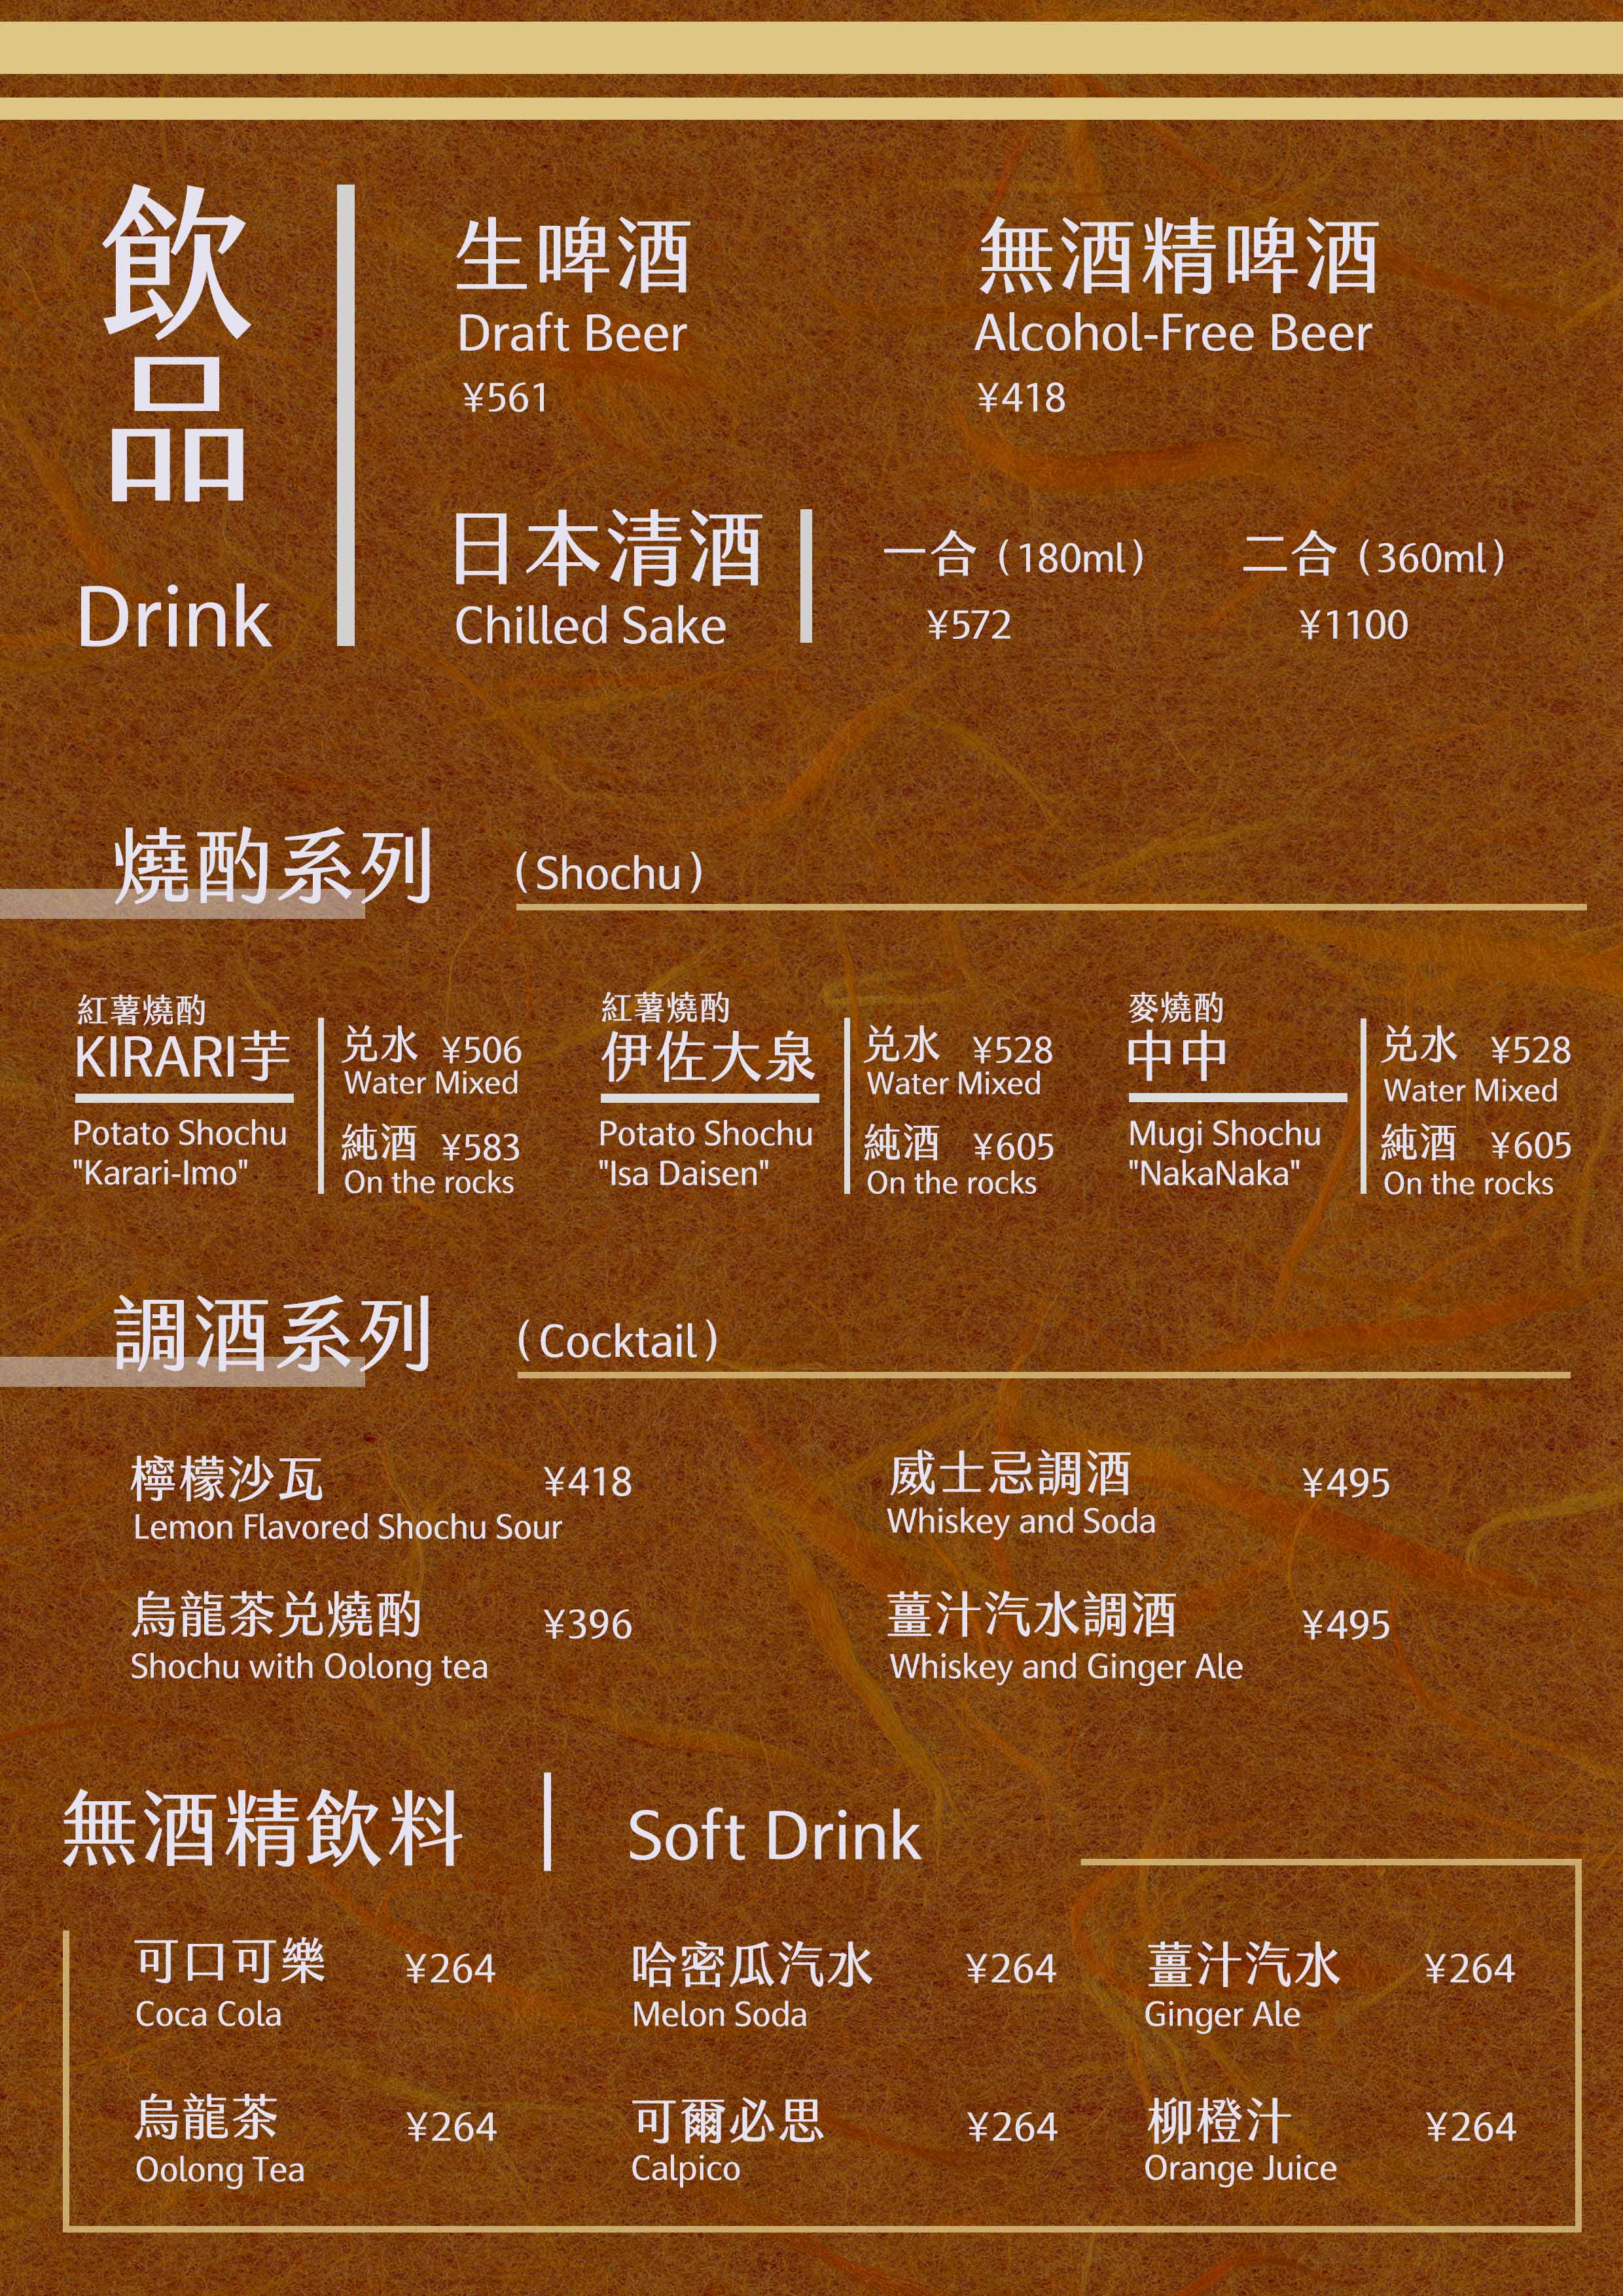 飲品
Drink
生啤酒
Draft Beer
¥561
無酒精啤酒
Alcohol-Free Beer
¥418
日本清酒
Chilled Sake
一合（180ml）
¥572
二合（360ml）
¥1100
燒酌系列 （Shochu）
紅薯燒酌
KIRARI芋
Potato Shochu
"Karari-Imo"
兑水 ¥506
Water Mixed
純酒 ¥583
On the rocks
紅薯燒酌
伊佐大泉
Potato Shochu
"Isa Daisen"
兑水 ¥528
Water Mixed
純酒 ¥605
On the rocks
麥燒酌
中中
Mugi Shochu
"NakaNaka"
兑水 ¥528
Water Mixed
純酒 ¥605
On the rocks
調酒系列 （Cocktail）
檸檬沙瓦 ¥418
Lemon Flavored Shochu Sour
威士忌調酒 ¥495
Whiskey and Soda
烏龍茶兑燒酌 ¥396
Shochu with Oolong tea
薑汁汽水調酒 ¥495
Whiskey and Ginger Ale
無酒精飲料 Soft Drink
可口可樂 ¥264
Coca Cola
哈密瓜汽水 ¥264
Melon Soda
薑汁汽水 ¥264
Ginger Ale
烏龍茶 ¥264
Oolong Tea
可爾必思 ¥264
Calpico
柳橙汁 ¥264
Orange Juice